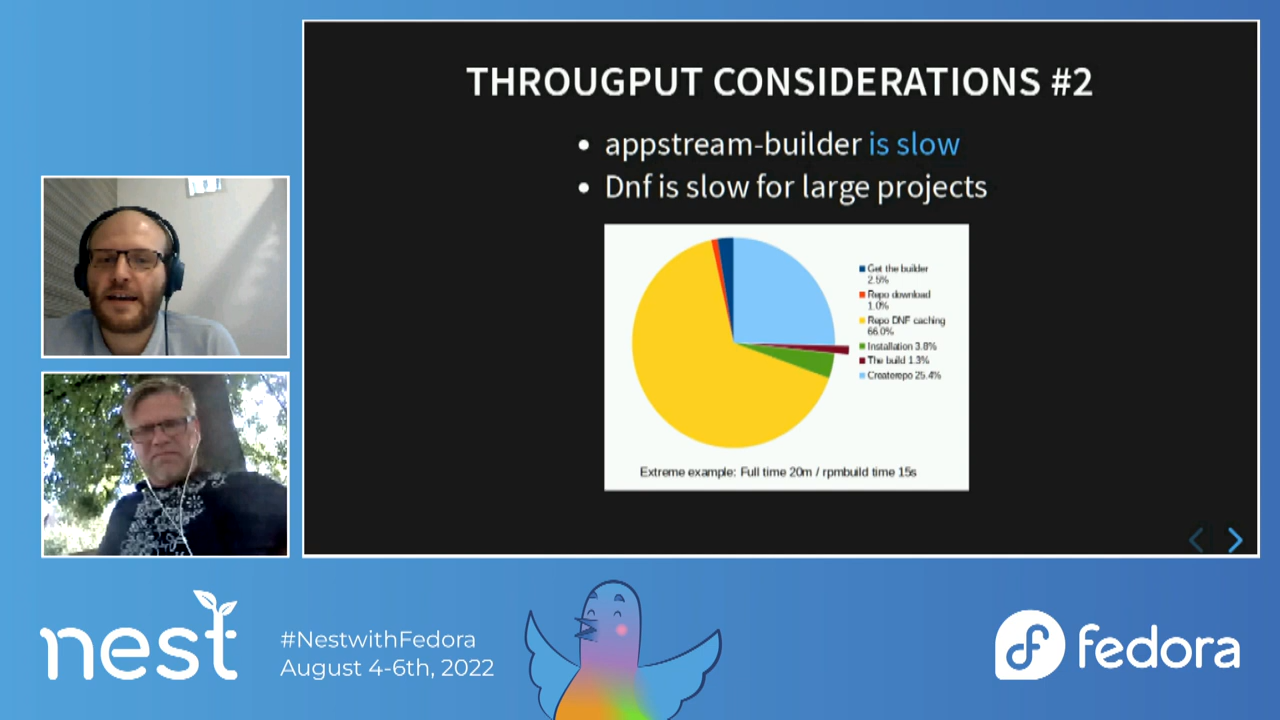 THROUGPUT CONSIDERATIONS #2
appstream-builder is slow
Dnf is slow for large projects
Get the builder
2.5%
Repo download
1.0%
Repo DNF caching
66.0%
Installation 3.8%
The build 1.3%
Createrepo 25.4%
Extreme example: Full time 20m / rpmbuild time 15s
nest
#NestwithFedora
August 4-6th, 2022
fedora